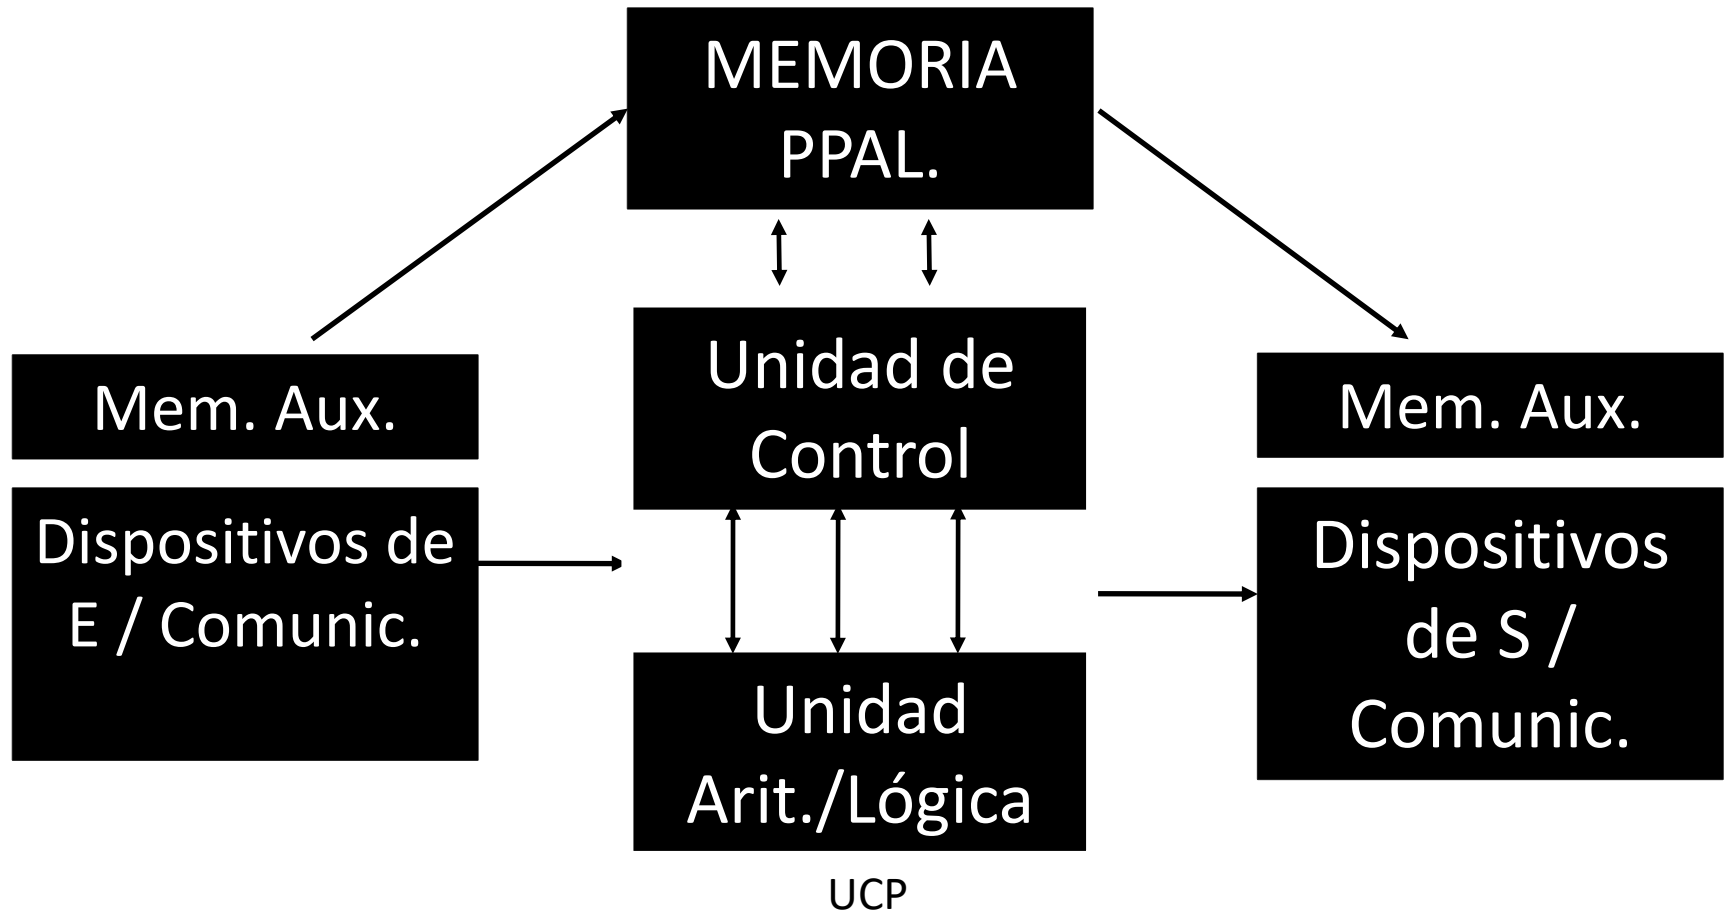 MEMORIA
PPAL.
Mem. Aux.
Dispositivos de
E / Comunic.
Unidad de
Control
Unidad
Arit./Lógica
UCP
Mem. Aux.
Dispositivos
de S /
Comunic.